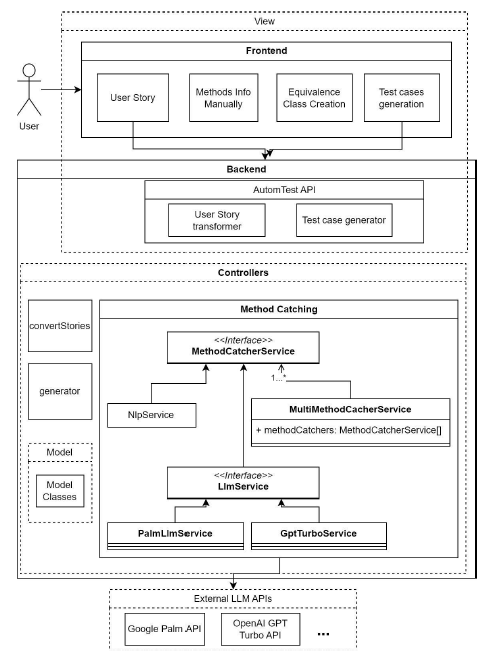 View
Frontend
User Story
Methods Info
Manually
Equivalence
Class Creation
Test cases
generation
User
Backend
AutomTest API
User Story
transformer
Test case generator
Controllers
convertStories
generator
Model
Model
Classes
Method Catching
<<Interface>>
MethodCatcherService
1...*
NlpService
MultiMethodCacherService
+ methodCatchers: MethodCatcherService[]
<<Interface>>
LlmService
PalmLlmService
GptTurboService
External LLM APIs
Google Palm API
OpenAI GPT
Turbo API
...